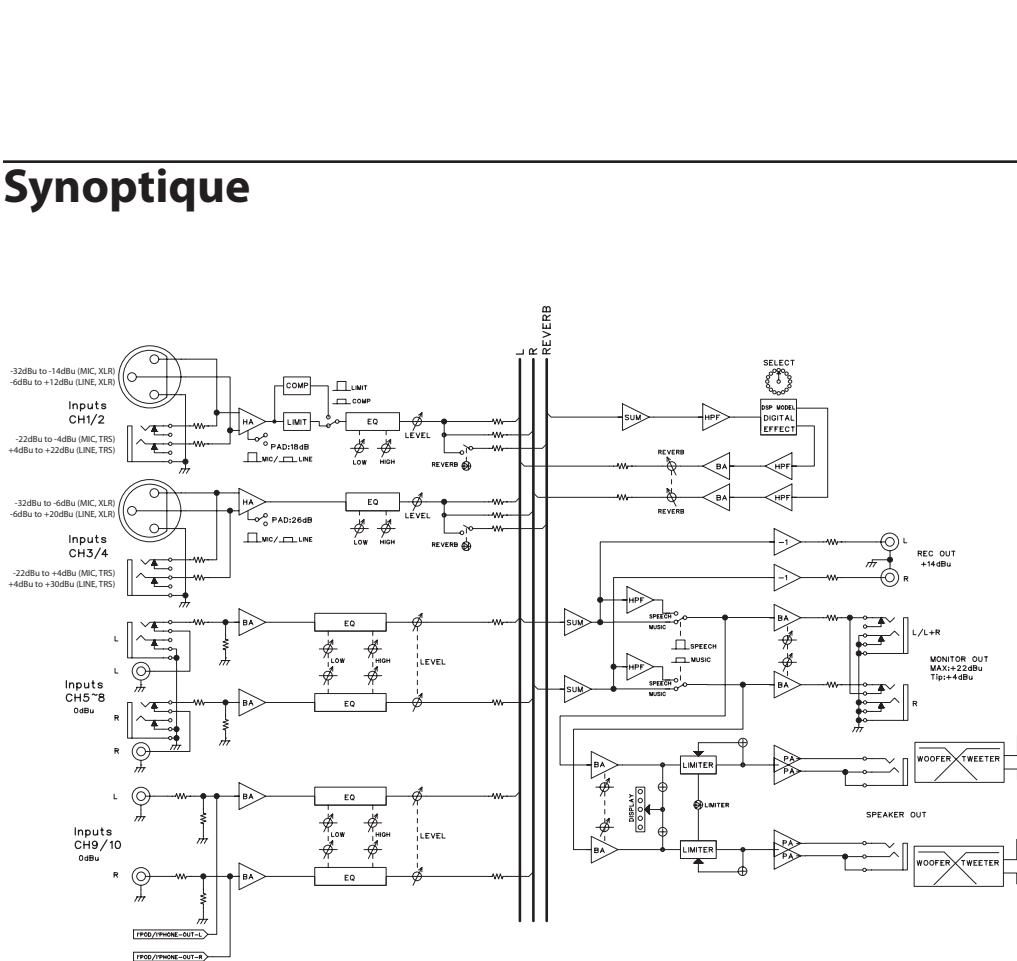 Synoptique
L
R
REVERB
-32dBu to -14dBu (MIC, XLR)
-6dBu to +12dBu (LINE, XLR)
Inputs
CH1/2
-22dBu to -4dBu (MIC, TRS)
+4dBu to +22dBu (LINE, TRS)
HA
PAD:18dB
MIC/ LINE
COMP
LIMIT
LIMIT
COMP
EQ
LOW
HIGH
LEVEL
REVERB
-32dBu to -6dBu (MIC, XLR)
-6dBu to +20dBu (LINE, XLR)
Inputs
CH3/4
-22dBu to +4dBu (MIC, TRS)
+4dBu to +30dBu (LINE, TRS)
HA
PAD:26dB
MIC/ LINE
EQ
LOW
HIGH
LEVEL
REVERB
L
L
Inputs
CH5~8
0dBu
R
R
BA
EQ
LOW
HIGH
LEVEL
BA
EQ
L
Inputs
CH9/10
0dBu
R
BA
EQ
LOW
HIGH
LEVEL
BA
EQ
I'POD/I'PHONE-OUT-L
I'POD/I'PHONE-OUT-R
SELECT
SUM
HPF
DSP MODEL
DIGITAL
EFFECT
REVERB
BA
HPF
BA
HPF
REVERB
-1
L
REC OUT
+14dBu
-1
R
HPF
SUM
SPEECH
MUSIC
SPEECH
MUSIC
HPF
SUM
SPEECH
MUSIC
BA
L/L+R
MONITOR OUT
MAX:+22dBu
Tip:+4dBu
BA
R
BA
LIMITER
PA
PA
WOOFER
TWEETER
DISPLAY
LIMITER
SPEAKER OUT
BA
LIMITER
PA
PA
WOOFER
TWEETER